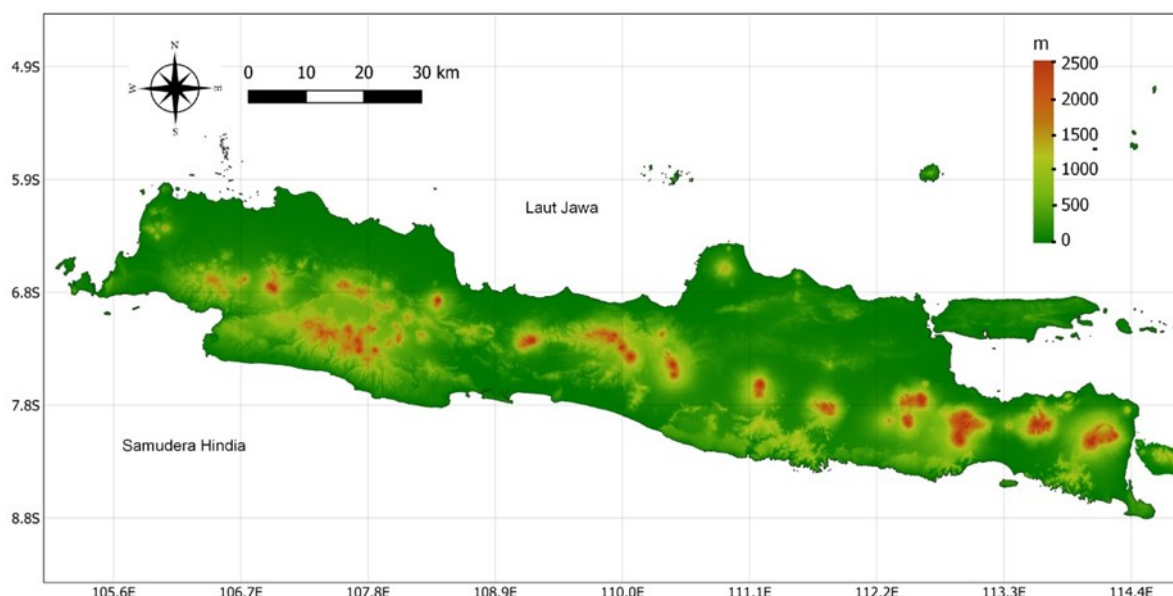 N
W E
S
0 10 20 30 km
m
2500
2000
1500
1000
500
0
4.9S
5.9S
6.8S
7.8S
8.8S
Laut Jawa
Samudera Hindia
105.6E 106.7E 107.8E 108.9E 110.0E 111.1E 112.2E 113.3E 114.4E